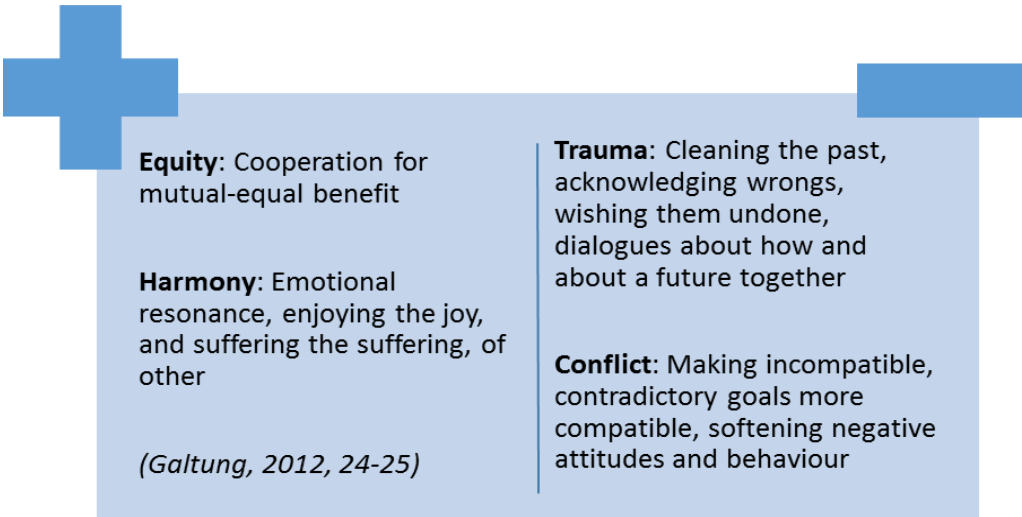 Equity: Cooperation for
mutual-equal benefit
Harmony: Emotional
resonance, enjoying the joy,
and suffering the suffering, of
other
(Galtung, 2012, 24-25)
Trauma: Cleaning the past,
acknowledging wrongs,
wishing them undone,
dialogues about how and
about a future together
Conflict: Making incompatible,
contradictory goals more
compatible, softening negative
attitudes and behaviour